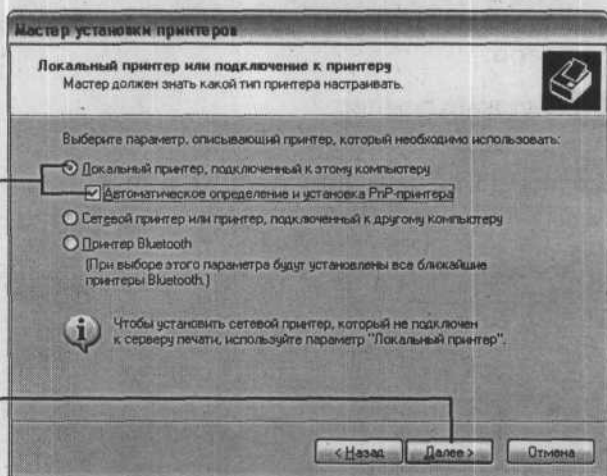 Мастер установки принтеров
Локальный принтер или подключение к принтеру
Мастер должен знать какой тип принтера настраивать.
Выберите параметр, описывающий принтер, который необходимо использовать:
Локальный принтер, подключенный к этому компьютеру
Автоматическое определение и установка PnP-принтера
Сетевой принтер или принтер, подключенный к другому компьютеру
Принтер Bluetooth
(При выборе этого параметра будут установлены все ближайшие
принтеры Bluetooth.)
Чтобы установить сетевой принтер, который не подключен
к серверу печати, используйте параметр "Локальный принтер".
< Назад Далее > Отмена